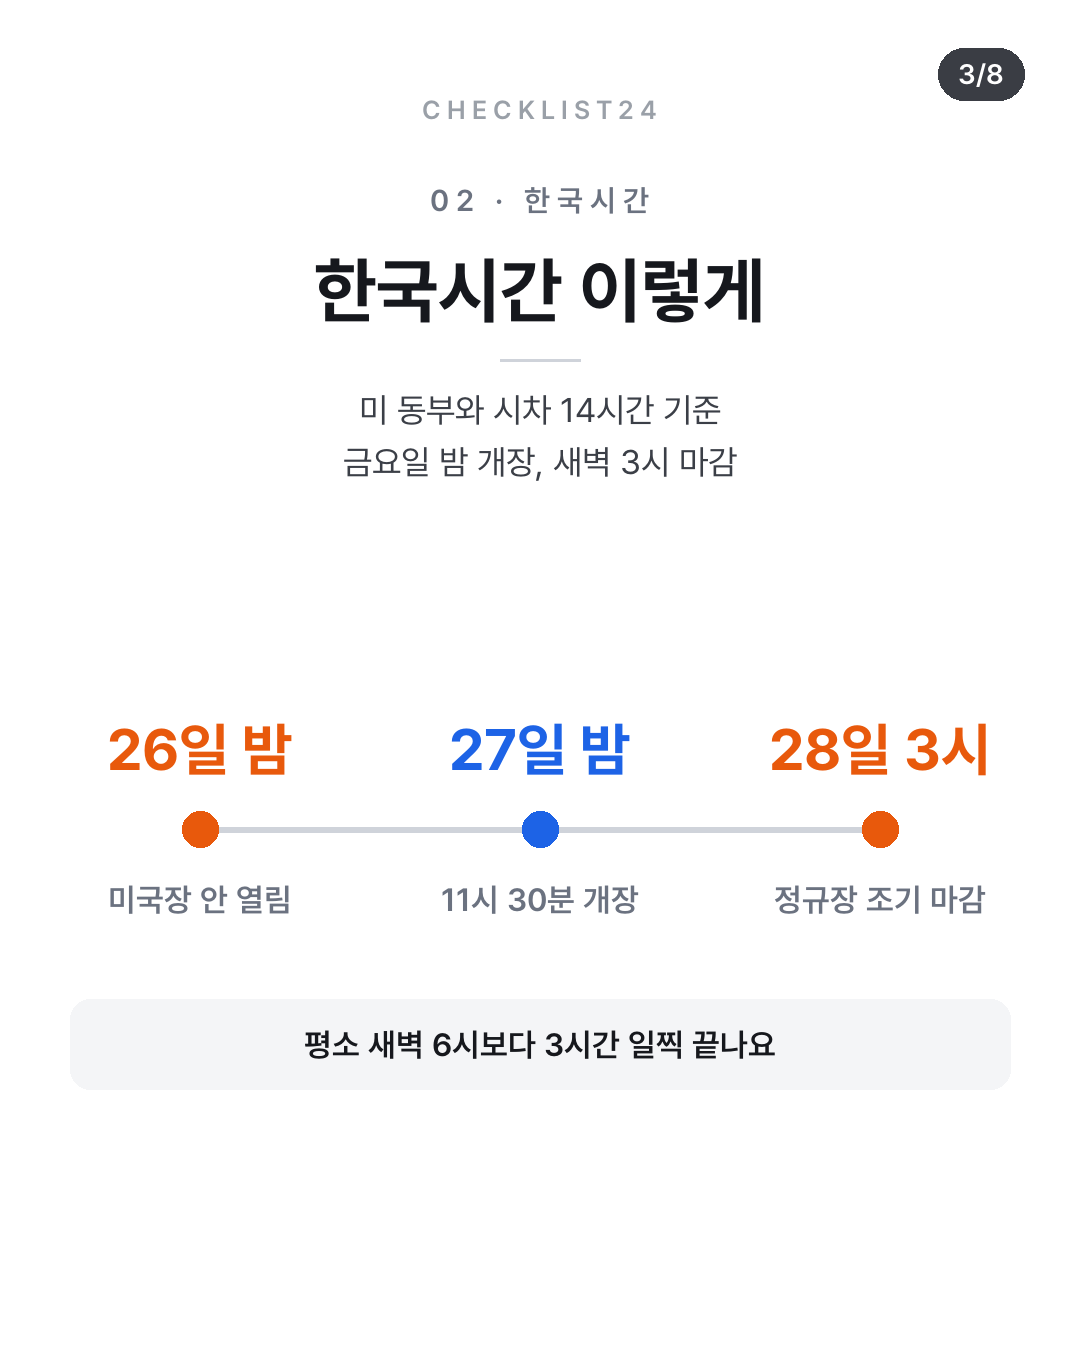 3/8
CHECKLIST24
02 · 한국시간
한국시간 이렇게
미 동부와 시차 14시간 기준
금요일 밤 개장, 새벽 3시 마감
26일 밤
27일 밤
28일 3시
미국장 안 열림
11시 30분 개장
정규장 조기 마감
평소 새벽 6시보다 3시간 일찍 끝나요